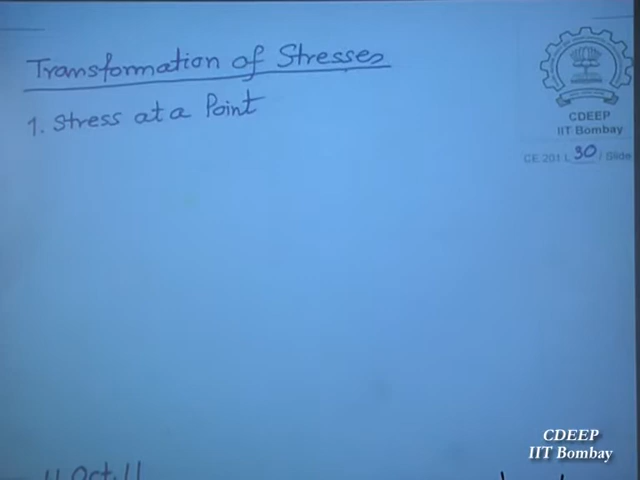 Transformation of Stresses
1. Stress at a Point
CDEEP
IIT Bombay
CE 201 L 30 / Slide
11 Oct. 11
CDEEP
IIT Bombay